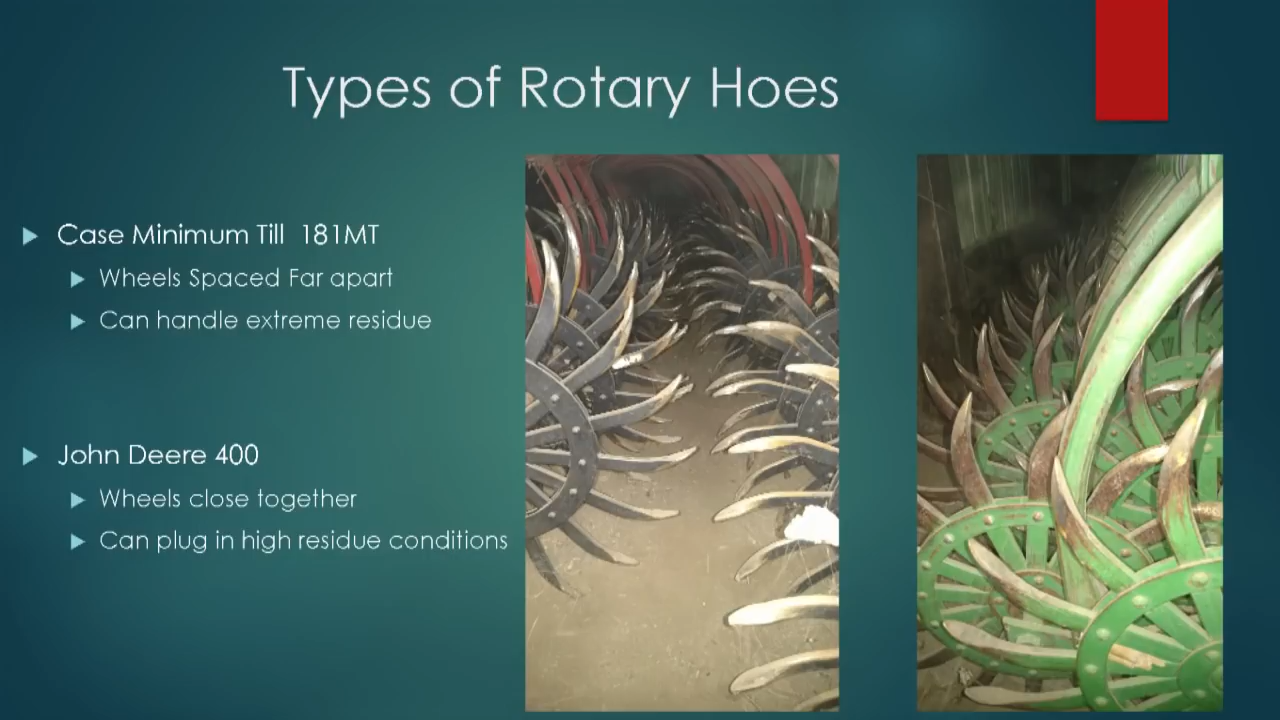 Types of Rotary Hoes
Case Minimum Till 181MT
Wheels Spaced Far apart
Can handle extreme residue
John Deere 400
Wheels close together
Can plug in high residue conditions